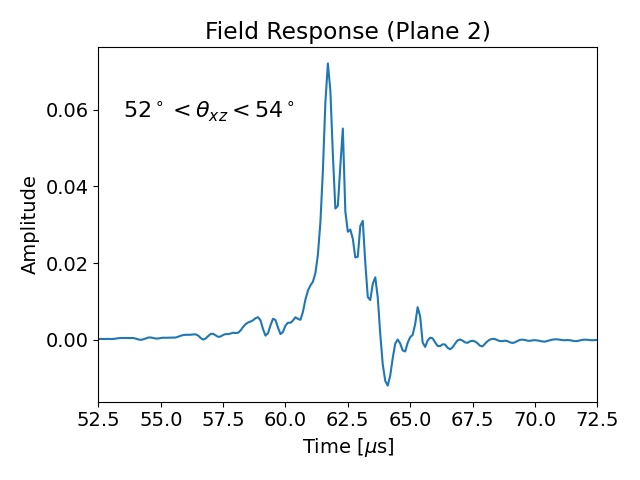 Field Response (Plane 2)
52° < θxz < 54°
Amplitude
0.06
0.04
0.02
0.00
52.5 55.0 57.5 60.0 62.5 65.0 67.5 70.0 72.5
Time [μs]